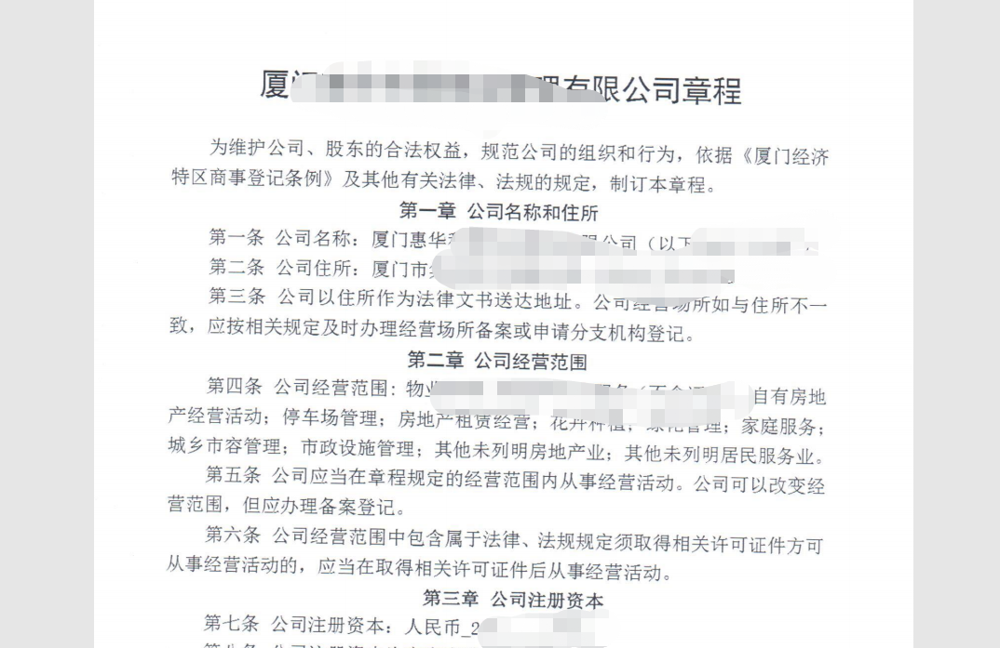 厦门 理有限公司章程
为维护公司、股东的合法权益，规范公司的组织和行为，依据《厦门经济
特区商事登记条例》及其他有关法律、法规的规定，制订本章程。
第一章 公司名称和住所
第一条 公司名称：厦门惠华 限公司（以下
第二条 公司住所：厦门市
第三条 公司以住所作为法律文书送达地址。公司经营场所如与住所不一
致，应按相关规定及时办理经营场所备案或申请分支机构登记。
第二章 公司经营范围
第四条 公司经营范围：物业 自有房地
产经营活动；停车场管理；房地产租赁经营；花卉种植；绿化管理；家庭服务；
城乡市容管理；市政设施管理；其他未列明房地产业；其他未列明居民服务业。
第五条 公司应当在章程规定的经营范围内从事经营活动。公司可以改变经
营范围，但应办理备案登记。
第六条 公司经营范围中包含属于法律、法规规定须取得相关许可证件方可
从事经营活动的，应当在取得相关许可证件后从事经营活动。
第三章 公司注册资本
第七条 公司注册资本：人民币_2